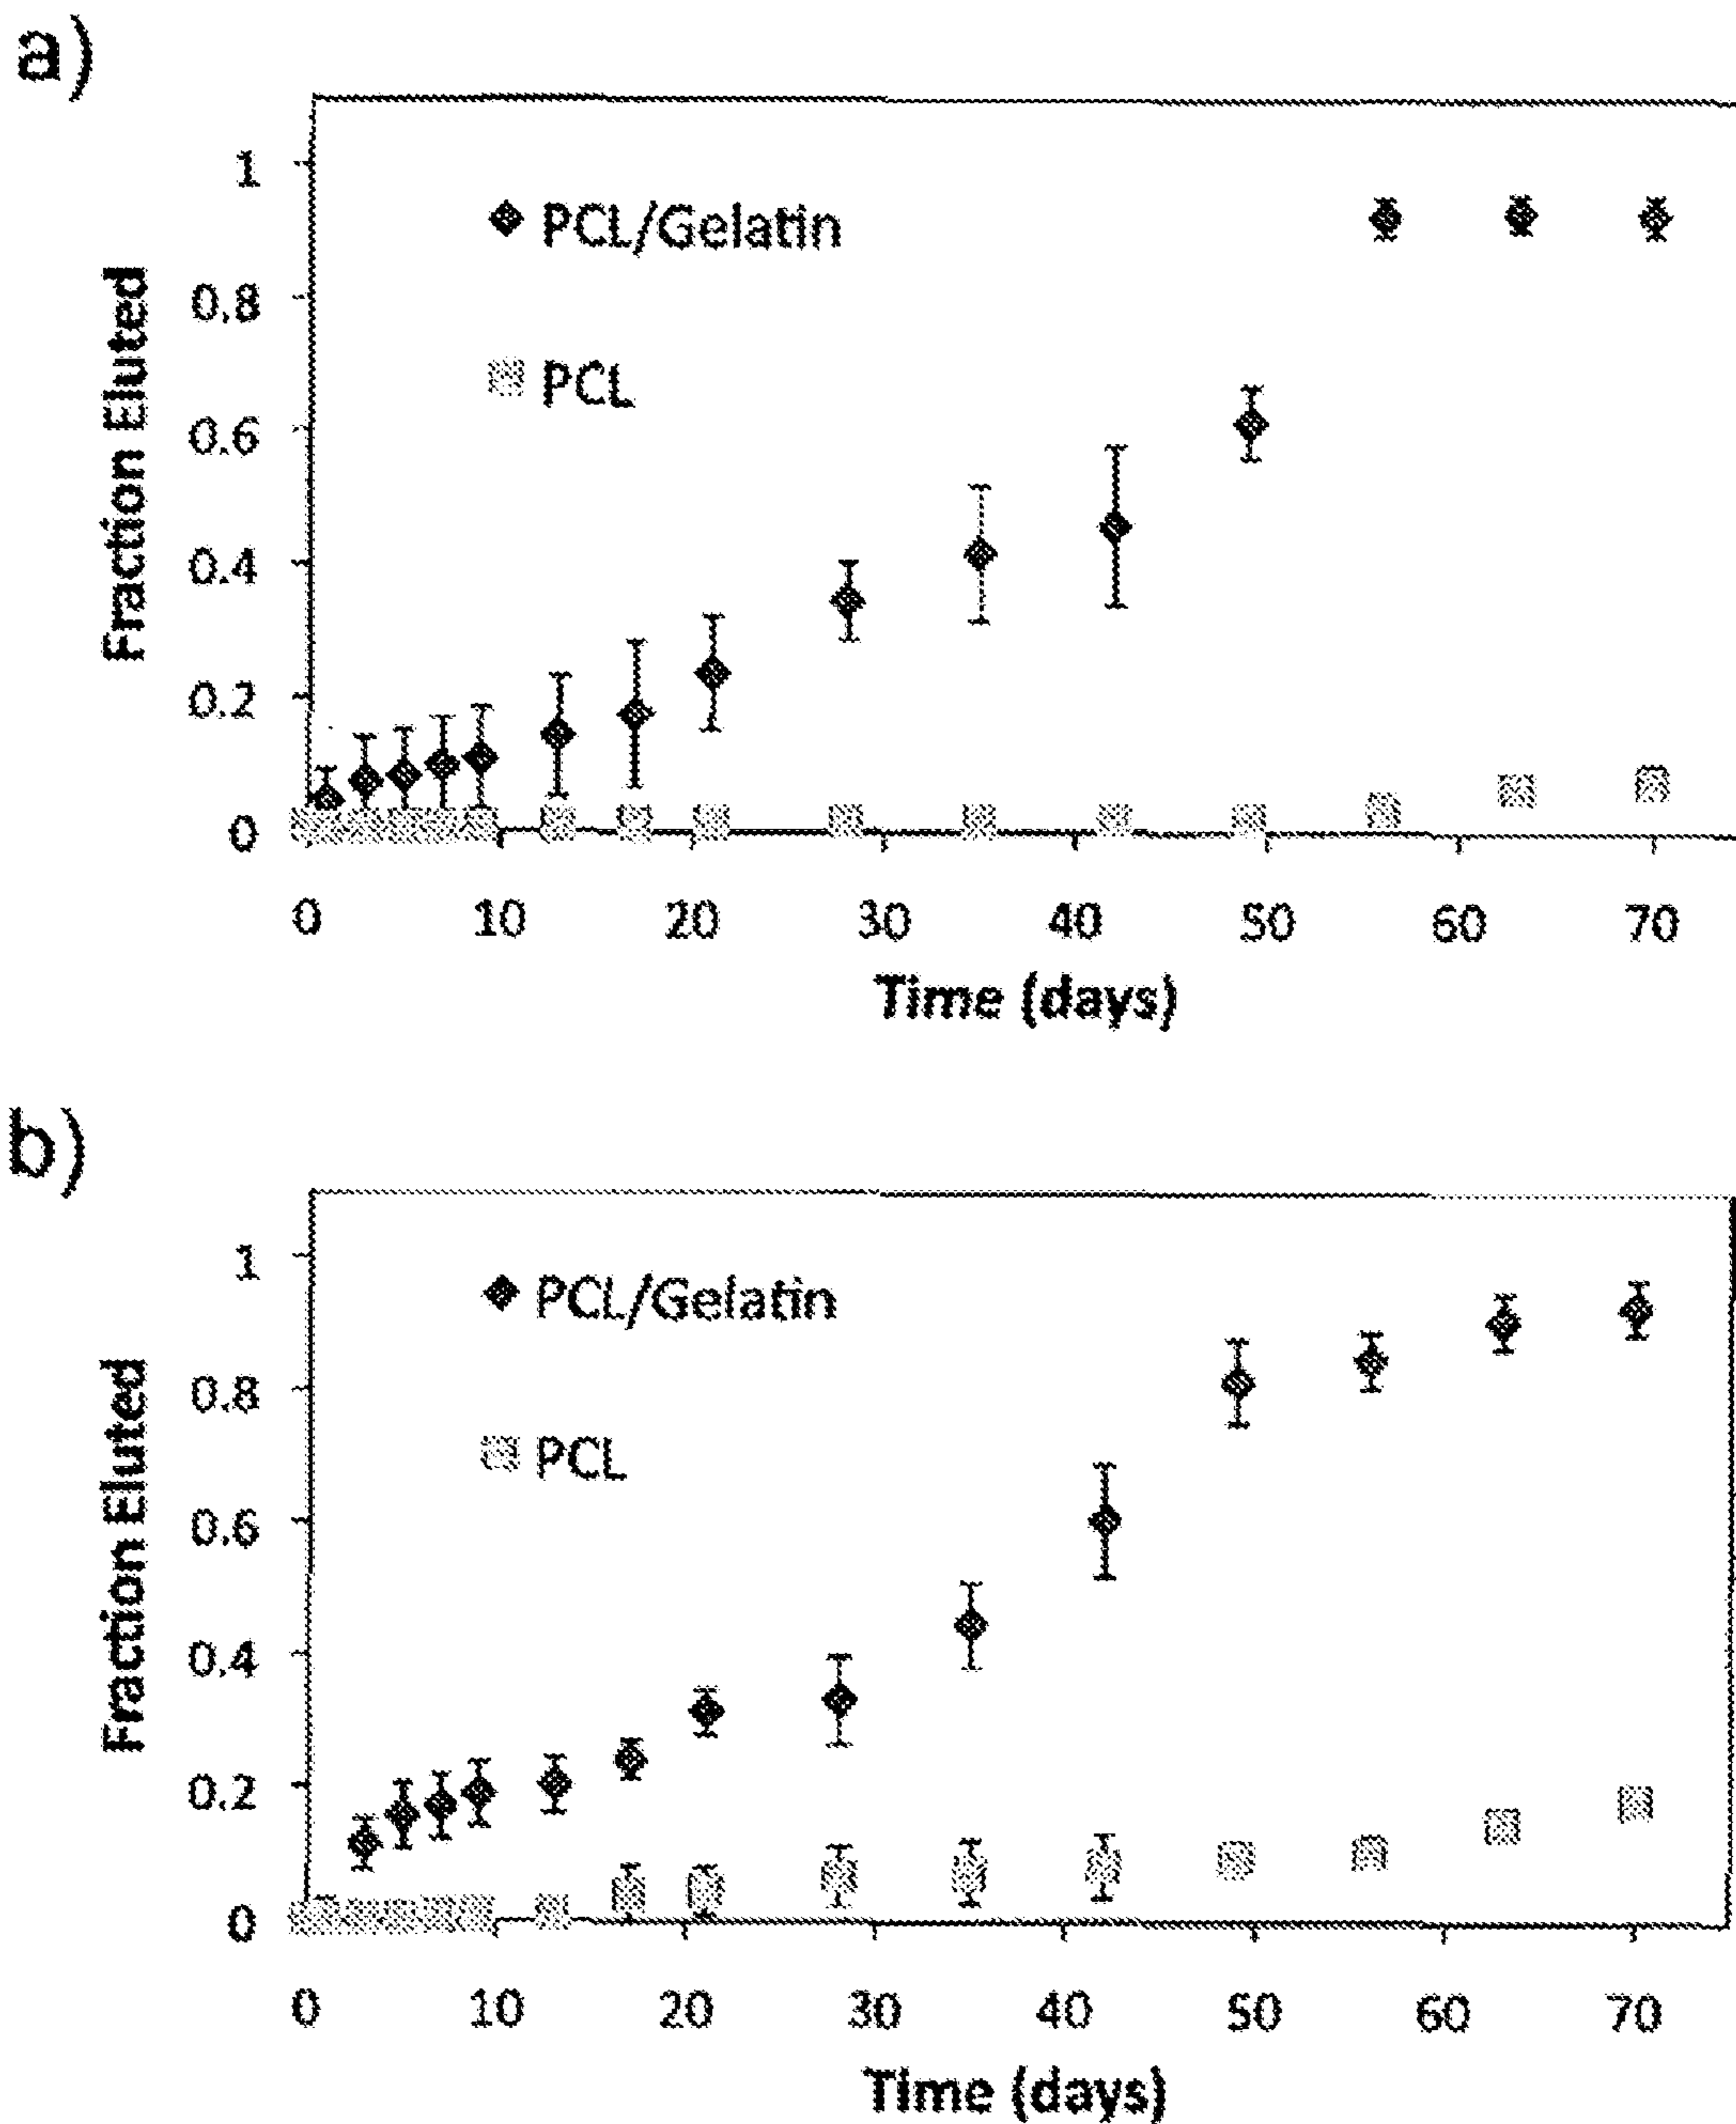 a)
1
PCL/Gelatin
0.8
PCL
0.6
0.4
0.2
0
Fraction Eluted
0 10 20 30 40 50 60 70
Time (days)
b)
1
PCL/Gelatin
0.8
PCL
0.6
0.4
0.2
0
Fraction Eluted
0 10 20 30 40 50 60 70
Time (days)